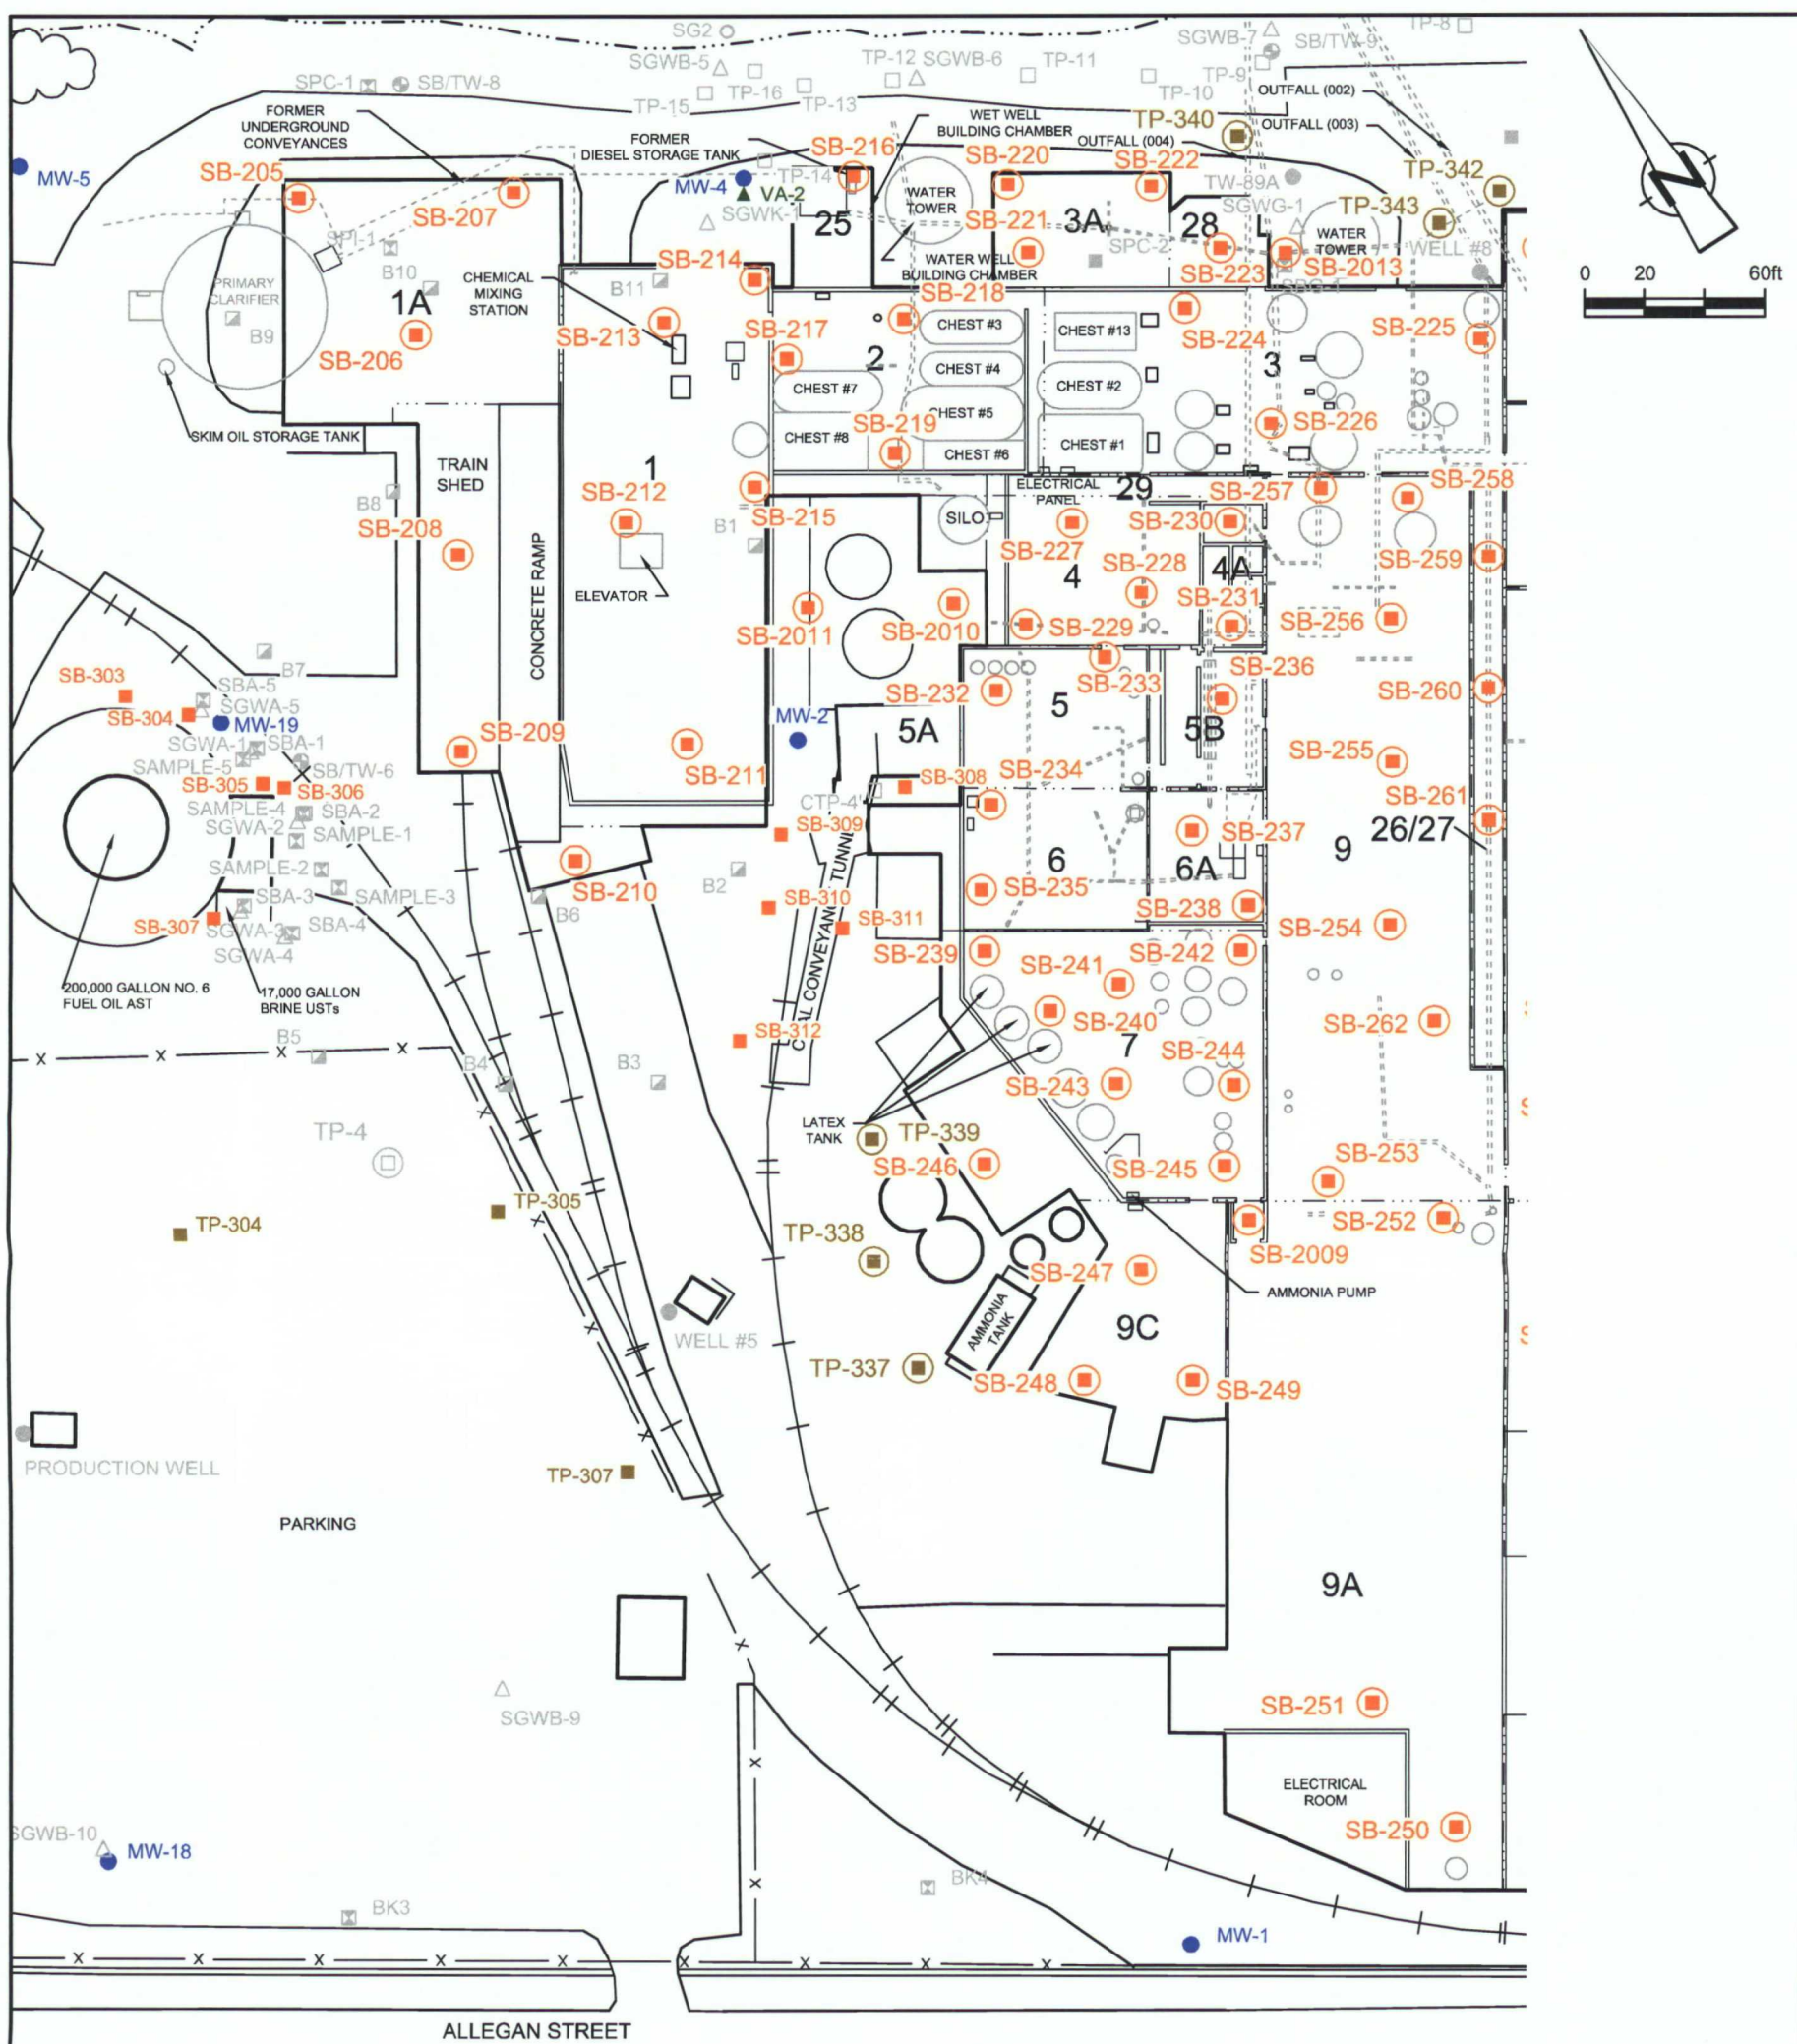 SG2
SGWB-7
TP-8
SB/TW-9
SGWB-5
TP-12
SGWB-6
TP-11
TP-9
SPC-1
SB/TW-8
TP-16
TP-15
TP-13
TP-10
OUTFALL (002)
FORMER
UNDERGROUND
CONVEYANCES
FORMER
DIESEL STORAGE TANK
WET WELL
BUILDING CHAMBER
TP-340
OUTFALL (003)
OUTFALL (004)
MW-5
SB-205
SB-207
MW-4
VA-2
TP-14
SB-216
SB-220
SB-222
TW-89A
TP-342
N
SGWK-1
25
WATER
TOWER
SB-221
3A
28
SGWG-1
TP-343
WATER
TOWER
WELL #8
SPI-1
B10
SB-214
SPC-2
SB-223
SB-2013
0 20 60ft
PRIMARY
CLARIFIER
1A
CHEMICAL
MIXING
STATION
B11
WATER WELL
BUILDING CHAMBER
SB-218
B9
SB-206
SB-213
SB-217
2
CHEST #3
CHEST #13
SB-224
SB-225
3
CHEST #4
CHEST #7
CHEST #2
CHEST #5
SKIM OIL STORAGE TANK
CHEST #8
SB-219
CHEST #6
CHEST #1
SB-226
TRAIN
SHED
1
B8
SB-212
SB-208
B1
SB-215
SILO
ELECTRICAL
PANEL
29
SB-257
SB-258
SB-227
SB-230
SB-228
4
4A
SB-259
CONCRETE RAMP
ELEVATOR
SB-2011
SB-2010
SB-229
SB-231
SB-256
B7
SB-303
SBA-5
SGWA-5
SB-304
MW-19
SB-232
5
SB-233
SB-236
SB-260
SB-209
MW-2
5A
5B
SGWA-1
SBA-1
SAMPLE-5
SB/TW-6
SB-211
SB-234
SB-255
SB-305
SB-306
CTP-4
SB-308
SB-261
SAMPLE-4
SBA-2
SGWA-2
SAMPLE-1
SB-309
SB-237
9
26/27
SAMPLE-2
SB-210
B2
6
6A
SBA-3
SAMPLE-3
SB-235
SB-307
SGWA-3
SBA-4
B6
SB-310
SB-311
SB-238
SB-254
SGWA-4
SB-239
SB-241
SB-242
200,000 GALLON NO. 6
FUEL OIL AST
17,000 GALLON
BRINE USTs
SB-240
7
SB-262
B5
SB-312
SB-244
B4
B3
SB-243
TP-4
LATEX
TANK
TP-339
SB-246
SB-245
SB-253
TP-304
TP-305
TP-338
SB-252
SB-2009
SB-247
AMMONIA PUMP
AMMONIA
TANK
9C
WELL #5
TP-337
SB-248
SB-249
PRODUCTION WELL
TP-307
PARKING
9A
SGWB-9
SB-251
ELECTRICAL
ROOM
SB-250
SGWB-10
MW-18
BK3
BK4
MW-1
ALLEGAN STREET